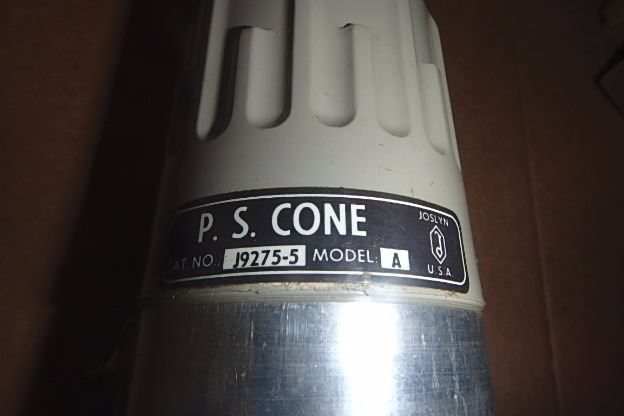 P. S. CONE
CAT. NO. J9275-5 MODEL: A
JOSLYN
U.S.A